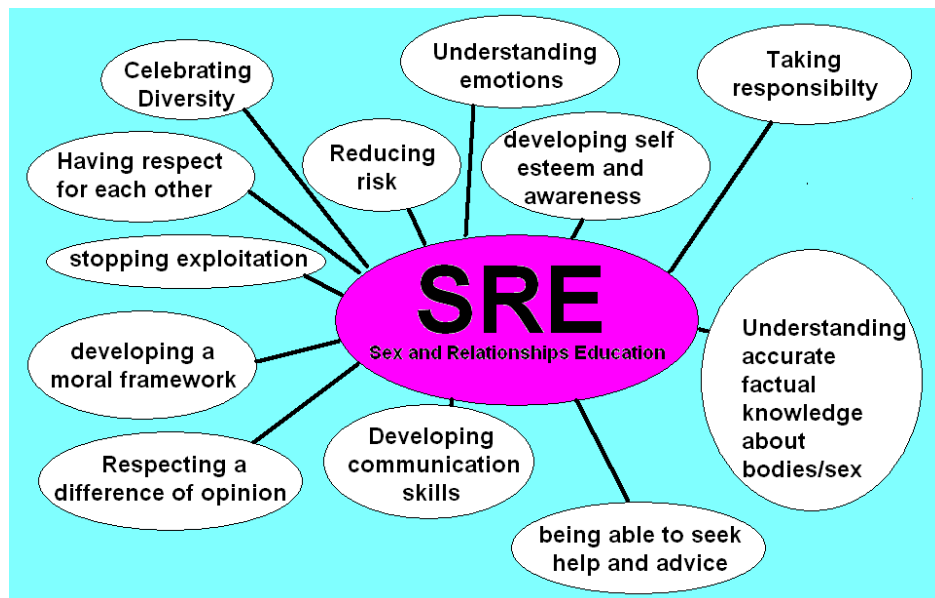 Celebrating
Diversity
Understanding
emotions
Taking
responsibilty
Having respect
for each other
Reducing
risk
developing self
esteem and
awareness
stopping exploitation
SRE
Sex and Relationships Education
developing a
moral framework
Understanding
accurate
factual
knowledge
about
bodies/sex
Respecting a
difference of opinion
Developing
communication
skills
being able to seek
help and advice